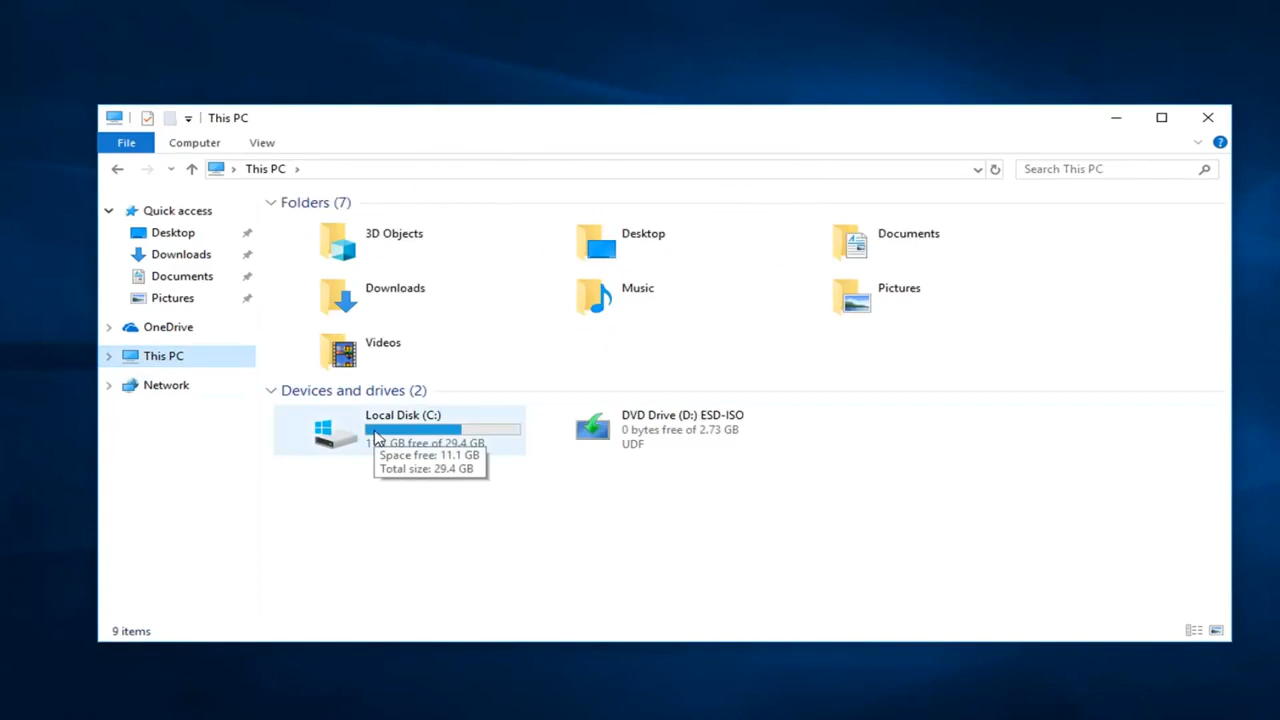 This PC
File
Computer
View
This PC
Search This PC
Quick access
Desktop
Downloads
Documents
Pictures
OneDrive
This PC
Network
Folders (7)
3D Objects
Desktop
Documents
Downloads
Music
Pictures
Videos
Devices and drives (2)
Local Disk (C:)
GB free of 29.4 GB
Space free: 11.1 GB
Total size: 29.4 GB
DVD Drive (D:) ESD-ISO
0 bytes free of 2.73 GB
UDF
9 items